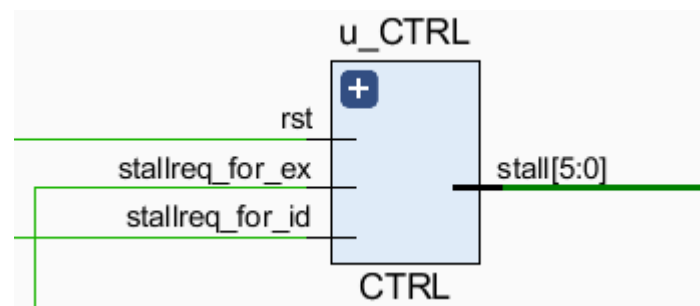 u_CTRL
rst
stallreq_for_ex
stallreq_for_id
stall[5:0]
CTRL